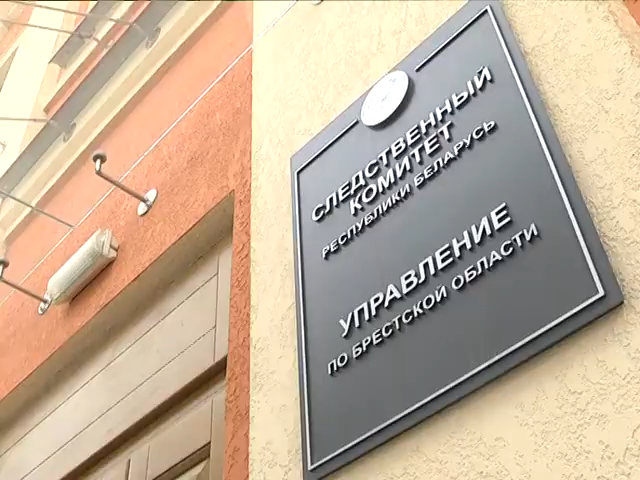 СЛЕДСТВЕННЫЙ
КОМИТЕТ
РЕСПУБЛИКИ БЕЛАРУСЬ
УПРАВЛЕНИЕ
ПО БРЕСТСКОЙ ОБЛАСТИ